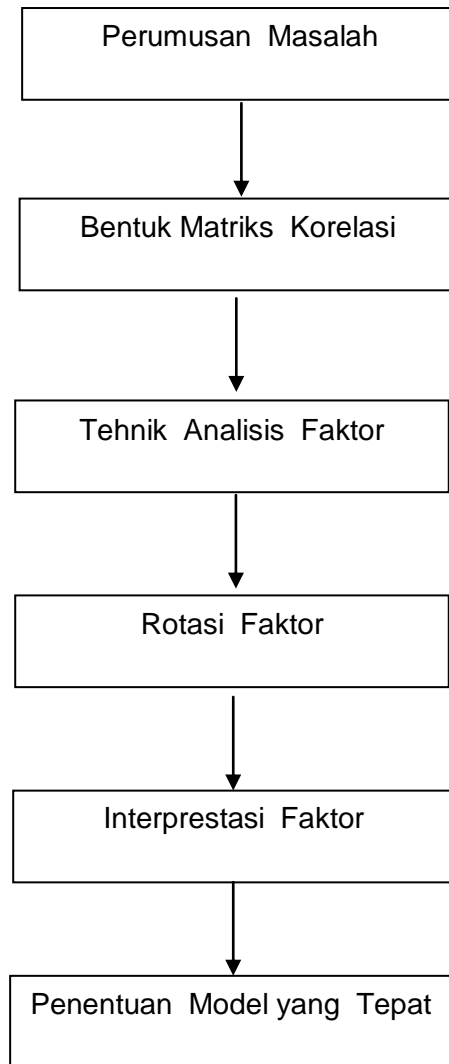 Perumusan Masalah
Bentuk Matriks Korelasi
Tehnik Analisis Faktor
Rotasi Faktor
Interprestasi Faktor
Penentuan Model yang Tepat